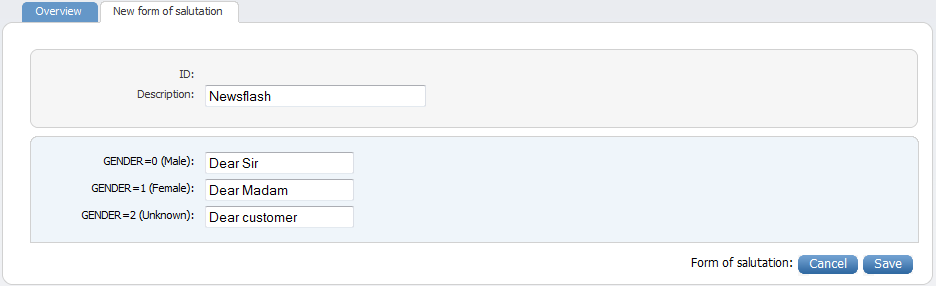 Overview New form of salutation
ID:
Description: Newsflash
GENDER=0 (Male): Dear Sir
GENDER=1 (Female): Dear Madam
GENDER=2 (Unknown): Dear customer
Form of salutation: Cancel Save